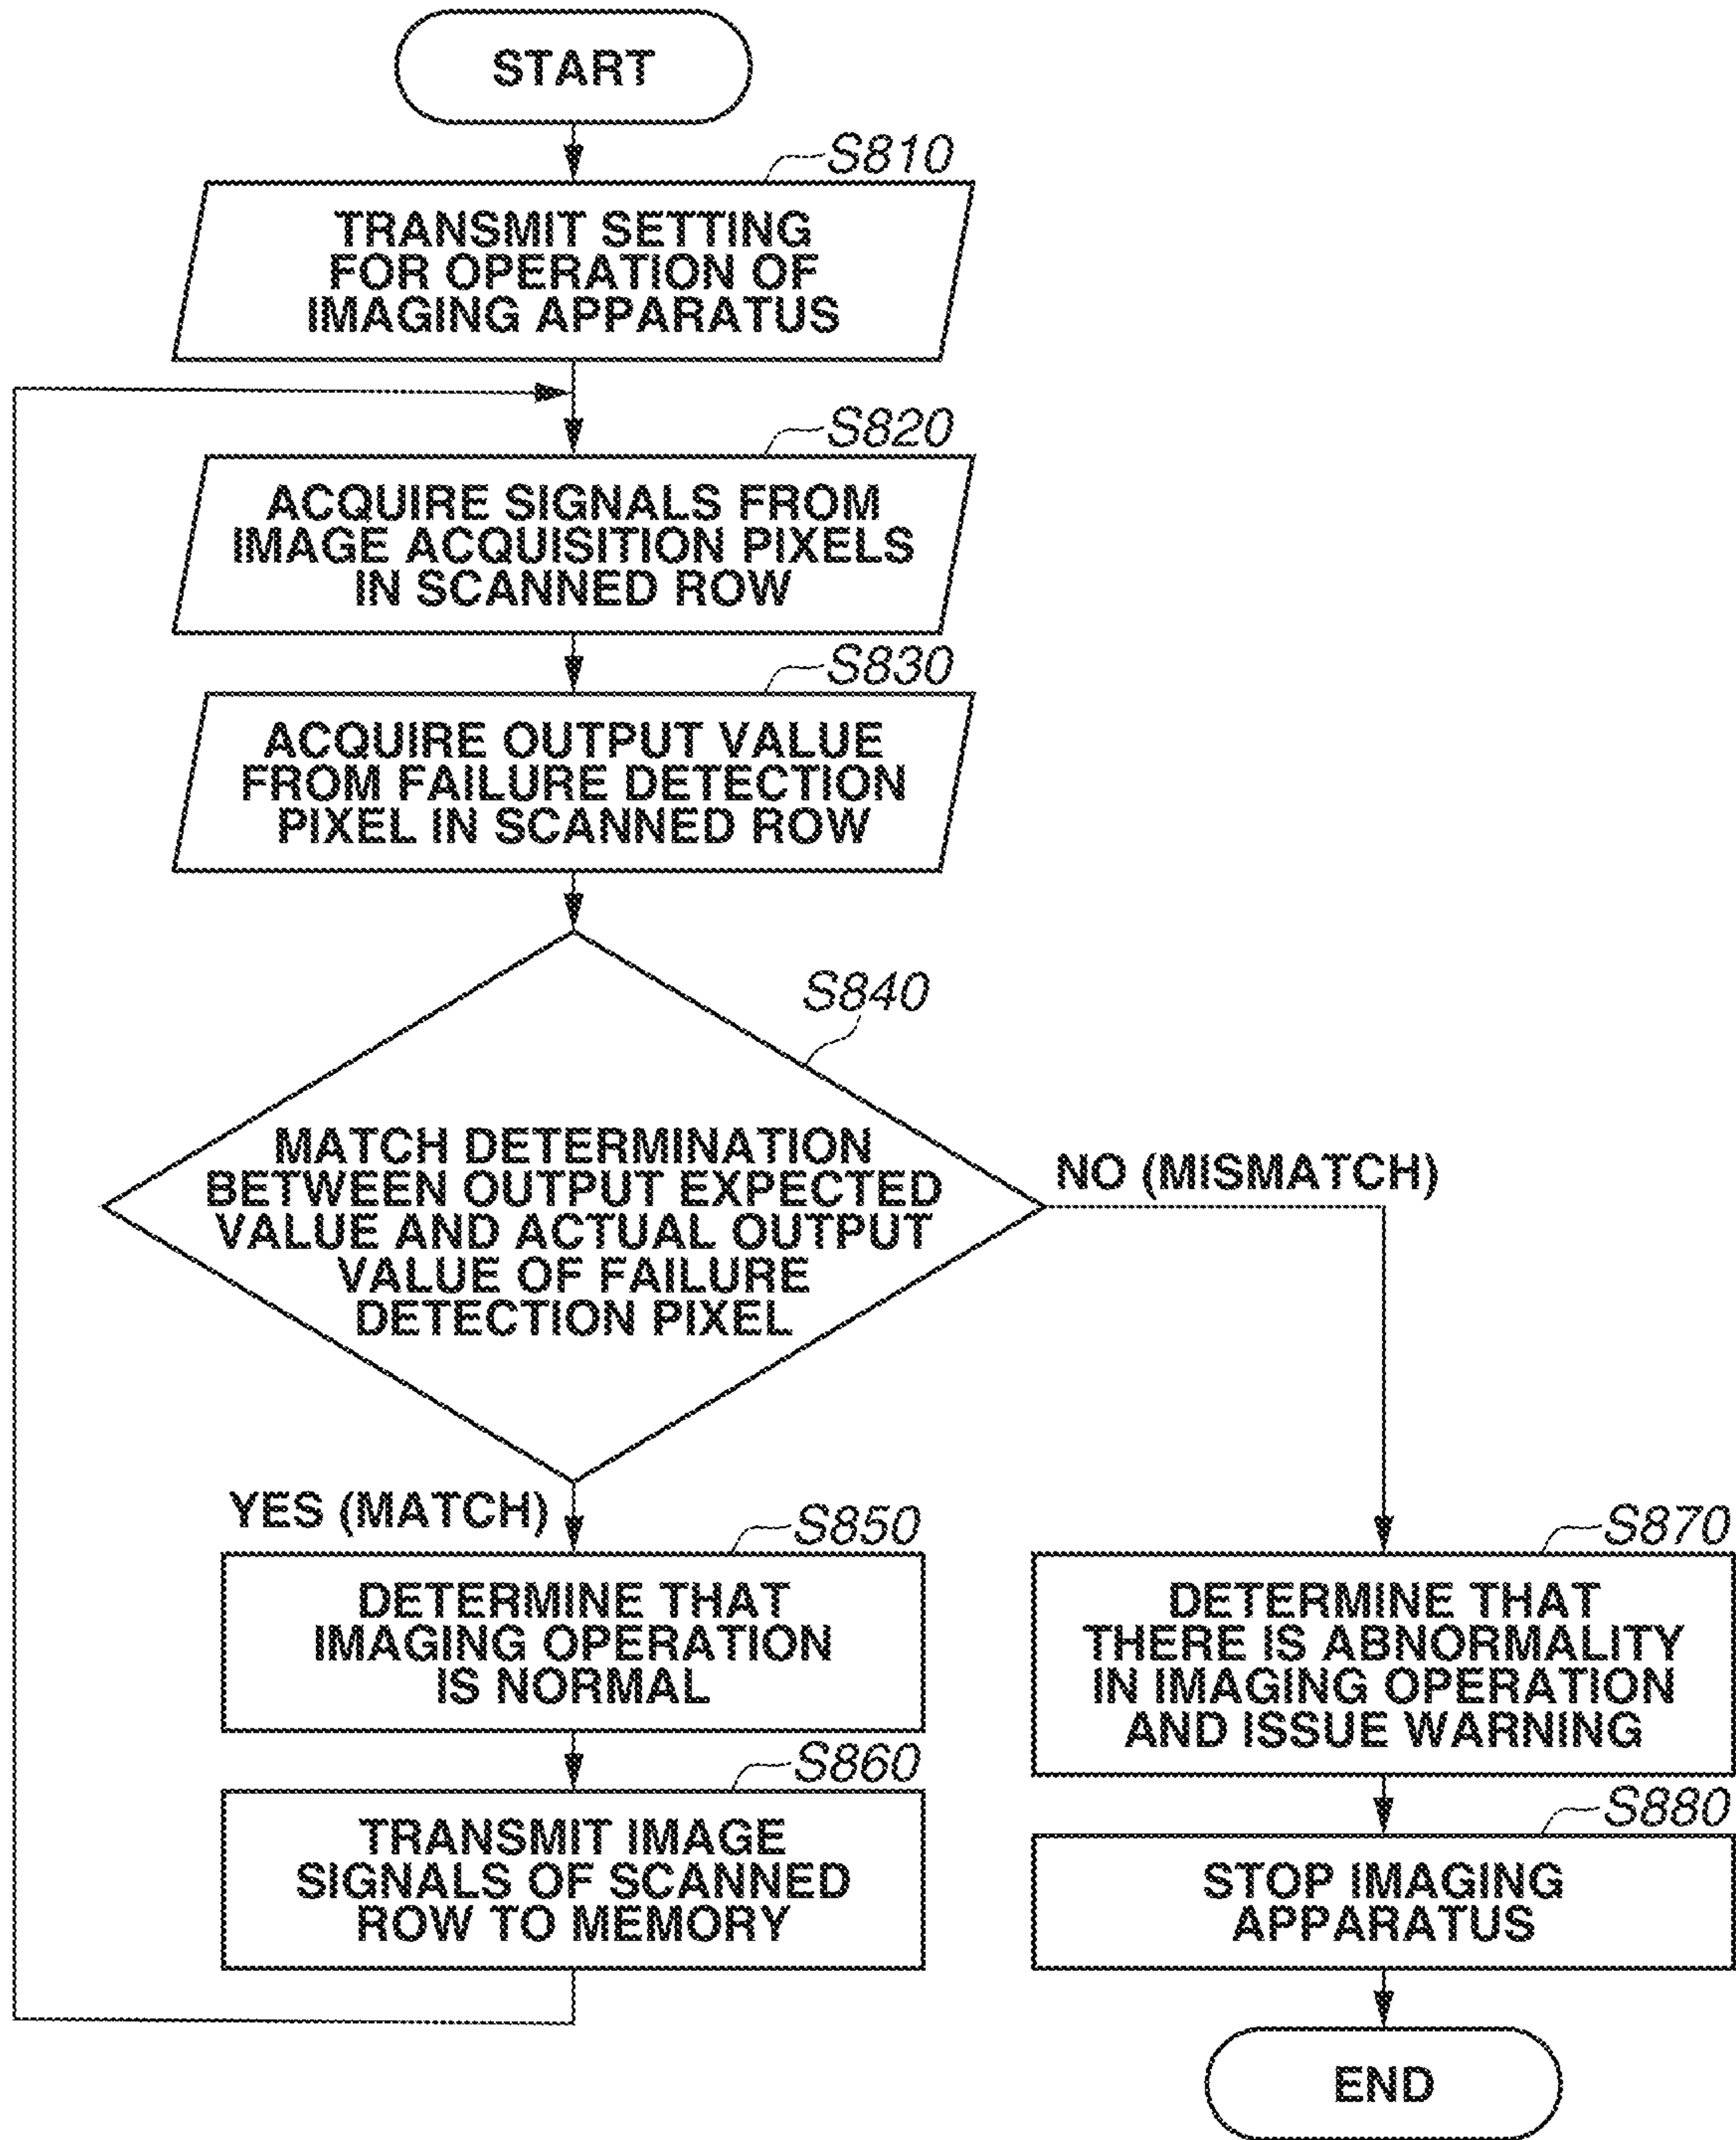 START
S810
TRANSMIT SETTING
FOR OPERATION OF
IMAGING APPARATUS
S820
ACQUIRE SIGNALS FROM
IMAGE ACQUISITION PIXELS
IN SCANNED ROW
S830
ACQUIRE OUTPUT VALUE
FROM FAILURE DETECTION
PIXEL IN SCANNED ROW
S840
MATCH DETERMINATION
BETWEEN OUTPUT EXPECTED
VALUE AND ACTUAL OUTPUT
VALUE OF FAILURE
DETECTION PIXEL
NO (MISMATCH)
YES (MATCH)
S850
DETERMINE THAT
IMAGING OPERATION
IS NORMAL
S860
TRANSMIT IMAGE
SIGNALS OF SCANNED
ROW TO MEMORY
S870
DETERMINE THAT
THERE IS ABNORMALITY
IN IMAGING OPERATION
AND ISSUE WARNING
S880
STOP IMAGING
APPARATUS
END